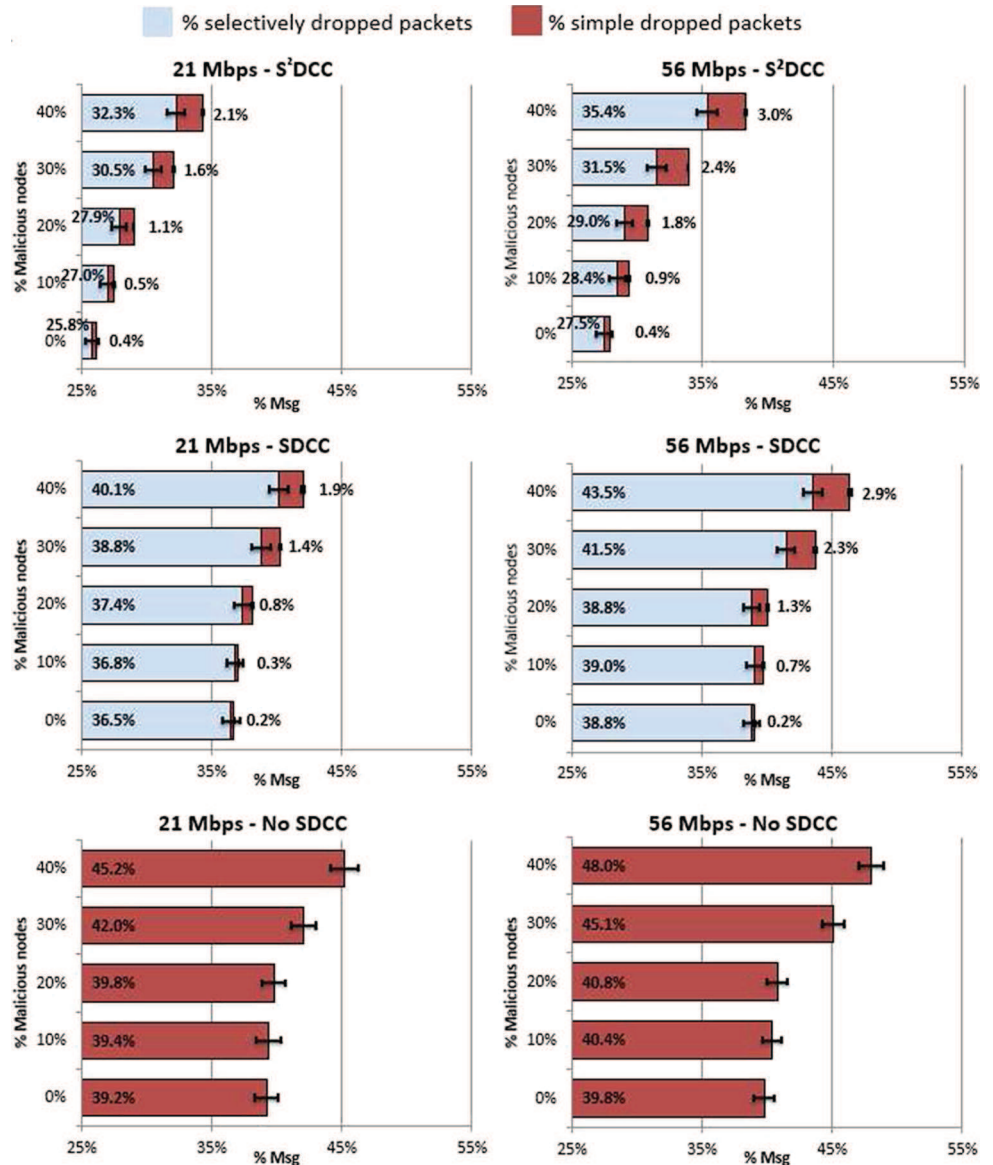 % selectively dropped packets % simple dropped packets
21 Mbps - S²DCC
% Malicious nodes
40% 32.3% 2.1%
30% 30.5% 1.6%
20% 27.9% 1.1%
10% 27.0% 0.5%
0% 25.8% 0.4%
25% 35% 45% 55%
% Msg
56 Mbps - S²DCC
% Malicious nodes
40% 35.4% 3.0%
30% 31.5% 2.4%
20% 29.0% 1.8%
10% 28.4% 0.9%
0% 27.5% 0.4%
25% 35% 45% 55%
% Msg
21 Mbps - SDCC
% Malicious nodes
40% 40.1% 1.9%
30% 38.8% 1.4%
20% 37.4% 0.8%
10% 36.8% 0.3%
0% 36.5% 0.2%
25% 35% 45% 55%
% Msg
56 Mbps - SDCC
% Malicious nodes
40% 43.5% 2.9%
30% 41.5% 2.3%
20% 38.8% 1.3%
10% 39.0% 0.7%
0% 38.8% 0.2%
25% 35% 45% 55%
% Msg
21 Mbps - No SDCC
% Malicious nodes
40% 45.2%
30% 42.0%
20% 39.8%
10% 39.4%
0% 39.2%
25% 35% 45% 55%
% Msg
56 Mbps - No SDCC
% Malicious nodes
40% 48.0%
30% 45.1%
20% 40.8%
10% 40.4%
0% 39.8%
25% 35% 45% 55%
% Msg